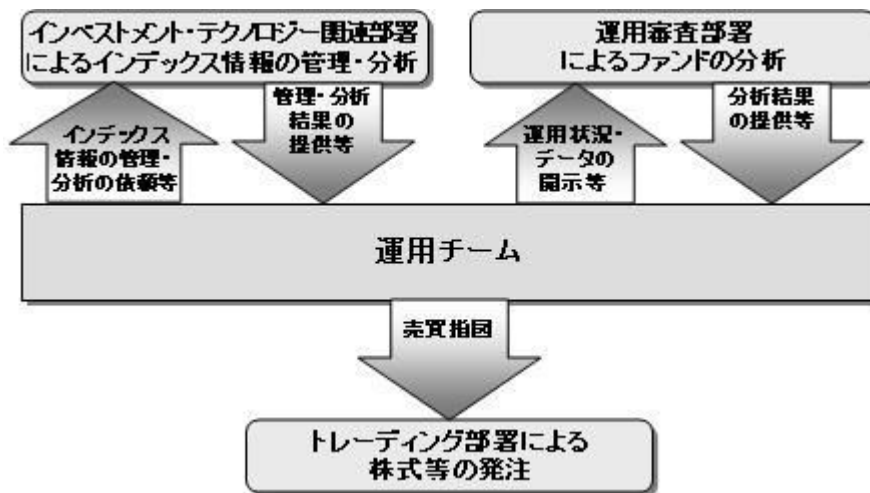 インベストメント・テクノロジー関連部署
によるインデックス情報の管理・分析
運用審査部署
によるファンドの分析
インデックス
情報の管理・
分析の依頼等
管理・分析
結果の
提供等
運用状況・
データの
開示等
分析結果
の提供等
運用チーム
売買指図
トレーディング部署による
株式等の発注